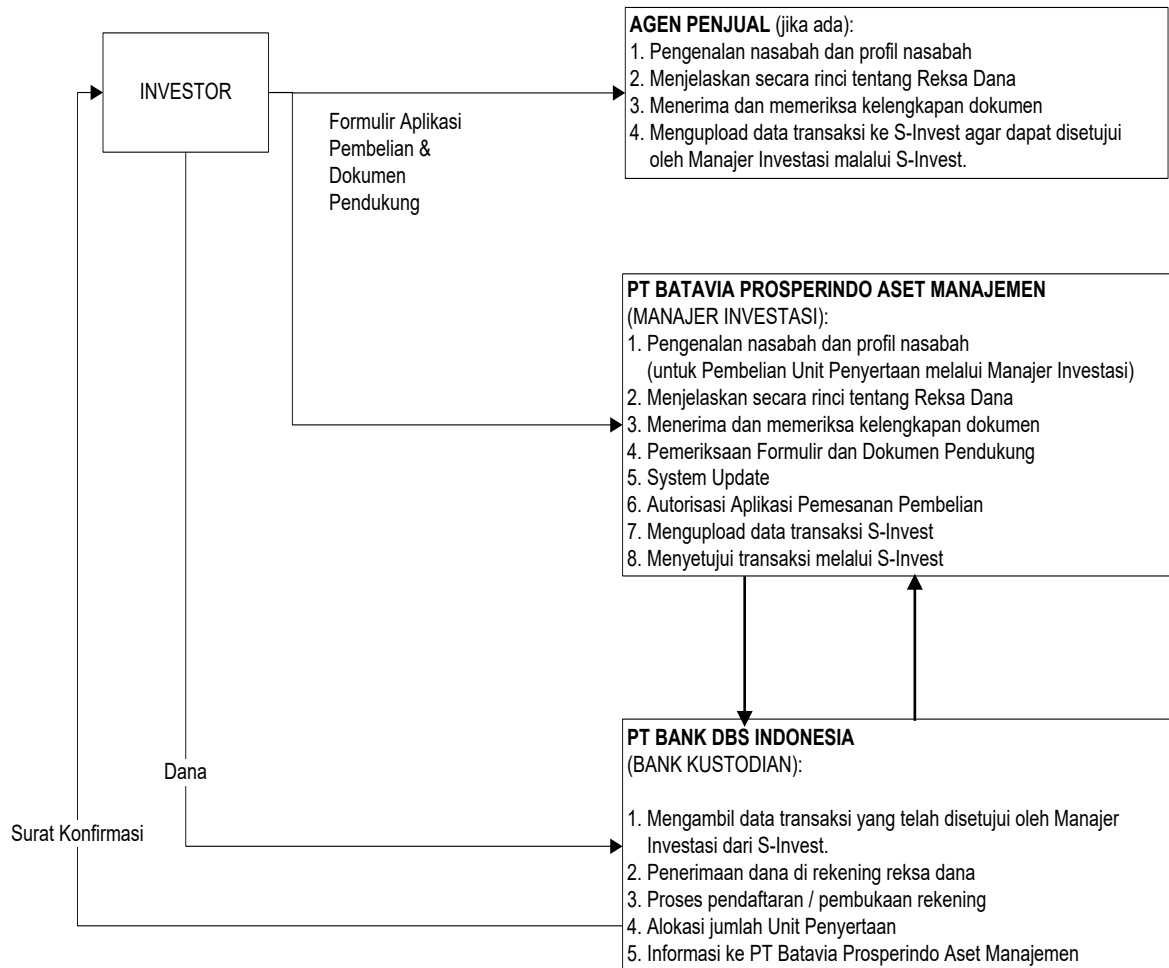 INVESTOR
Formulir Aplikasi
Pembelian &
Dokumen
Pendukung
AGEN PENJUAL (jika ada):
1. Pengenalan nasabah dan profil nasabah
2. Menjelaskan secara rinci tentang Reksa Dana
3. Menerima dan memeriksa kelengkapan dokumen
4. Mengupload data transaksi ke S-Invest agar dapat disetujui
oleh Manajer Investasi malalui S-Invest.
PT BATAVIA PROSPERINDO ASET MANAJEMEN
(MANAJER INVESTASI):
1. Pengenalan nasabah dan profil nasabah
(untuk Pembelian Unit Penyertaan melalui Manajer Investasi)
2. Menjelaskan secara rinci tentang Reksa Dana
3. Menerima dan memeriksa kelengkapan dokumen
4. Pemeriksaan Formulir dan Dokumen Pendukung
5. System Update
6. Autorisasi Aplikasi Pemesanan Pembelian
7. Mengupload data transaksi S-Invest
8. Menyetujui transaksi melalui S-Invest
Dana
Surat Konfirmasi
PT BANK DBS INDONESIA
(BANK KUSTODIAN):
1. Mengambil data transaksi yang telah disetujui oleh Manajer
Investasi dari S-Invest.
2. Penerimaan dana di rekening reksa dana
3. Proses pendaftaran / pembukaan rekening
4. Alokasi jumlah Unit Penyertaan
5. Informasi ke PT Batavia Prosperindo Aset Manajemen